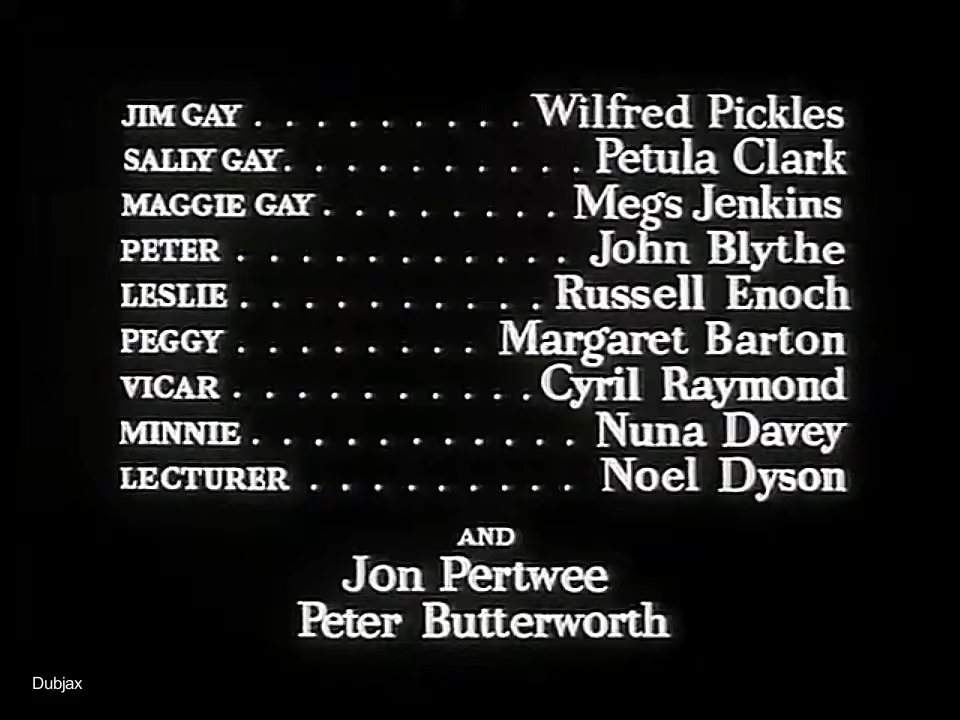 JIM GAY . . . . . . . . . Wilfred Pickles
SALLY GAY. . . . . . . . . . Petula Clark
MAGGIE GAY . . . . . . . . Megs Jenkins
PETER . . . . . . . . . . . John Blythe
LESLIE . . . . . . . . . . Russell Enoch
PEGGY . . . . . . . . Margaret Barton
VICAR . . . . . . . . . . Cyril Raymond
MINNIE . . . . . . . . . . . Nuna Davey
LECTURER . . . . . . . . . Noel Dyson
AND
Jon Pertwee
Peter Butterworth
Dubjax